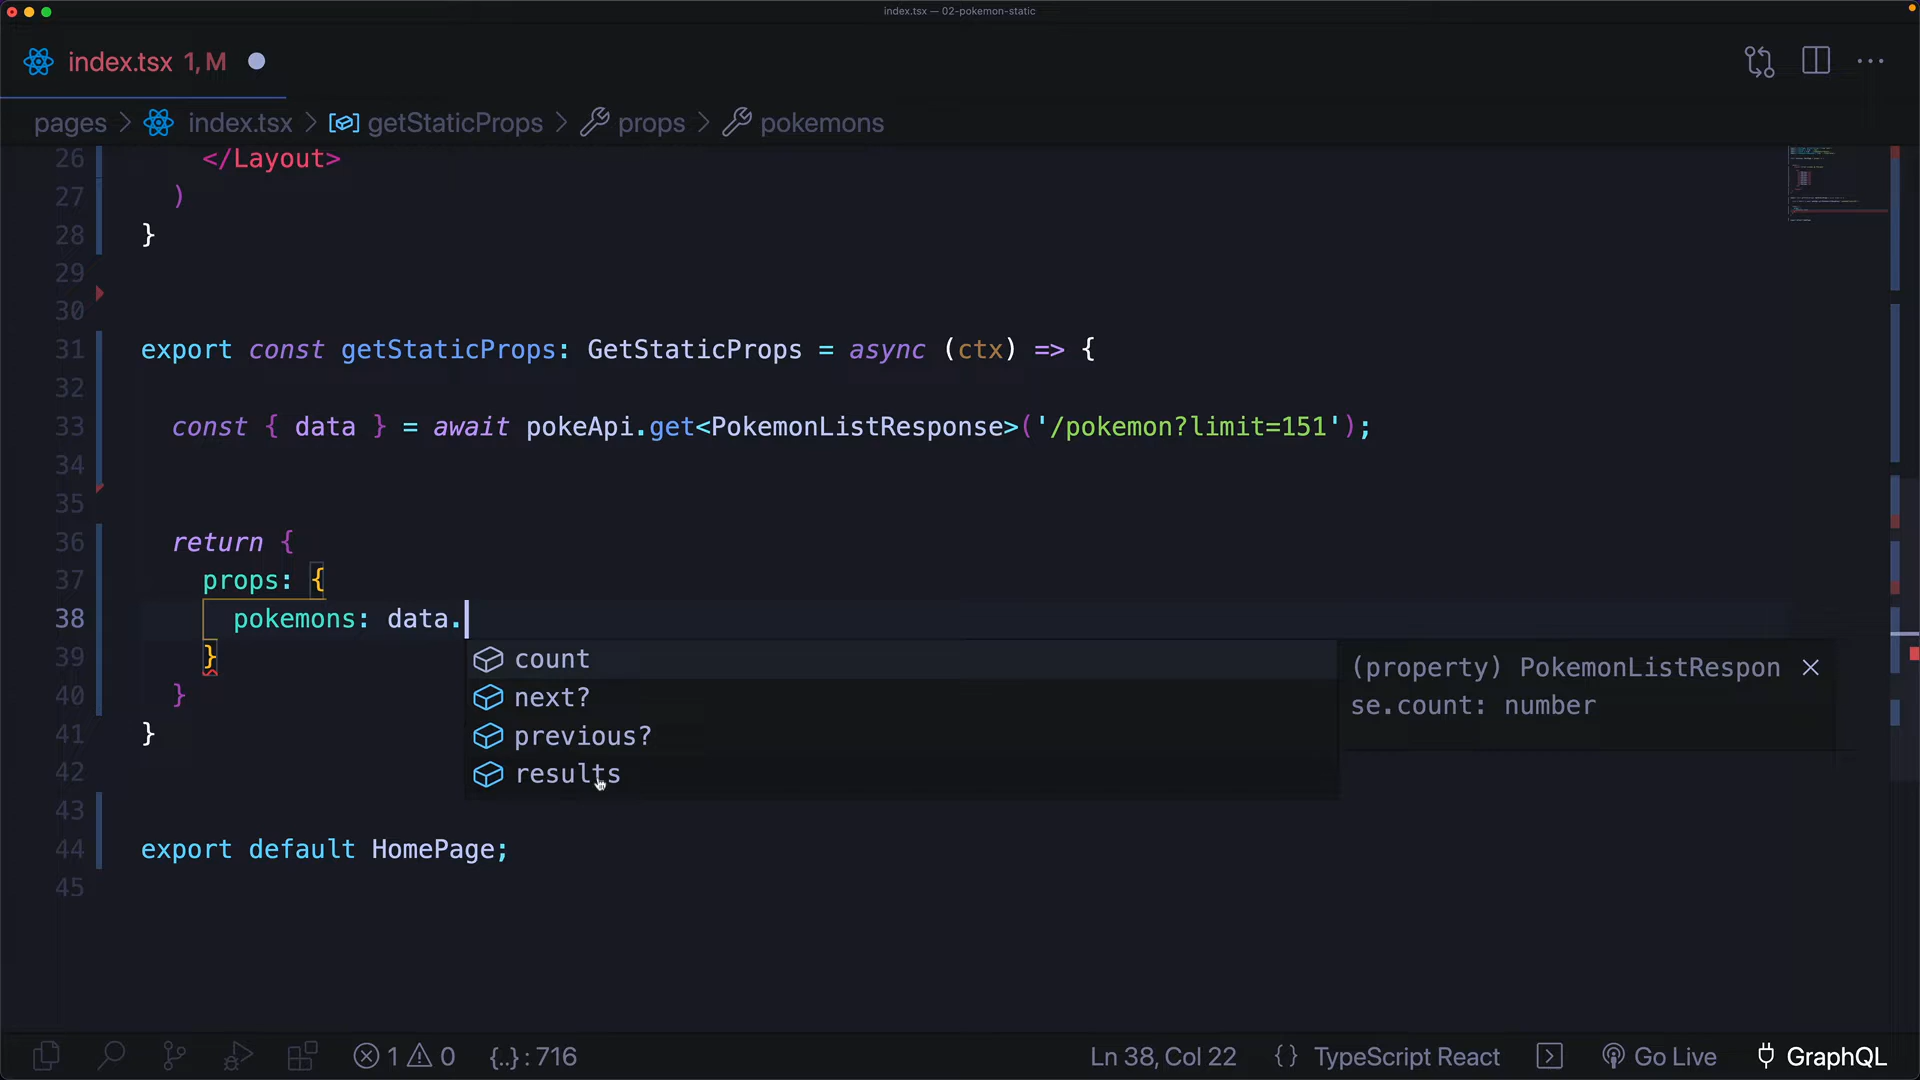 index.tsx — 02-pokemon-static
index.tsx 1, M
pages > index.tsx > getStaticProps > props > pokemons
26 </Layout>
27 )
28 }
29
30
31 export const getStaticProps: GetStaticProps = async (ctx) => {
32
33 const { data } = await pokeApi.get<PokemonListResponse>('/pokemon?limit=151');
34
35
36 return {
37 props: {
38 pokemons: data.
39 }
40 }
41 }
42
43
44 export default HomePage;
45
count
next?
previous?
results
(property) PokemonListRespon
se.count: number
1 0 {..} : 716 Ln 38, Col 22 {} TypeScript React Go Live GraphQL